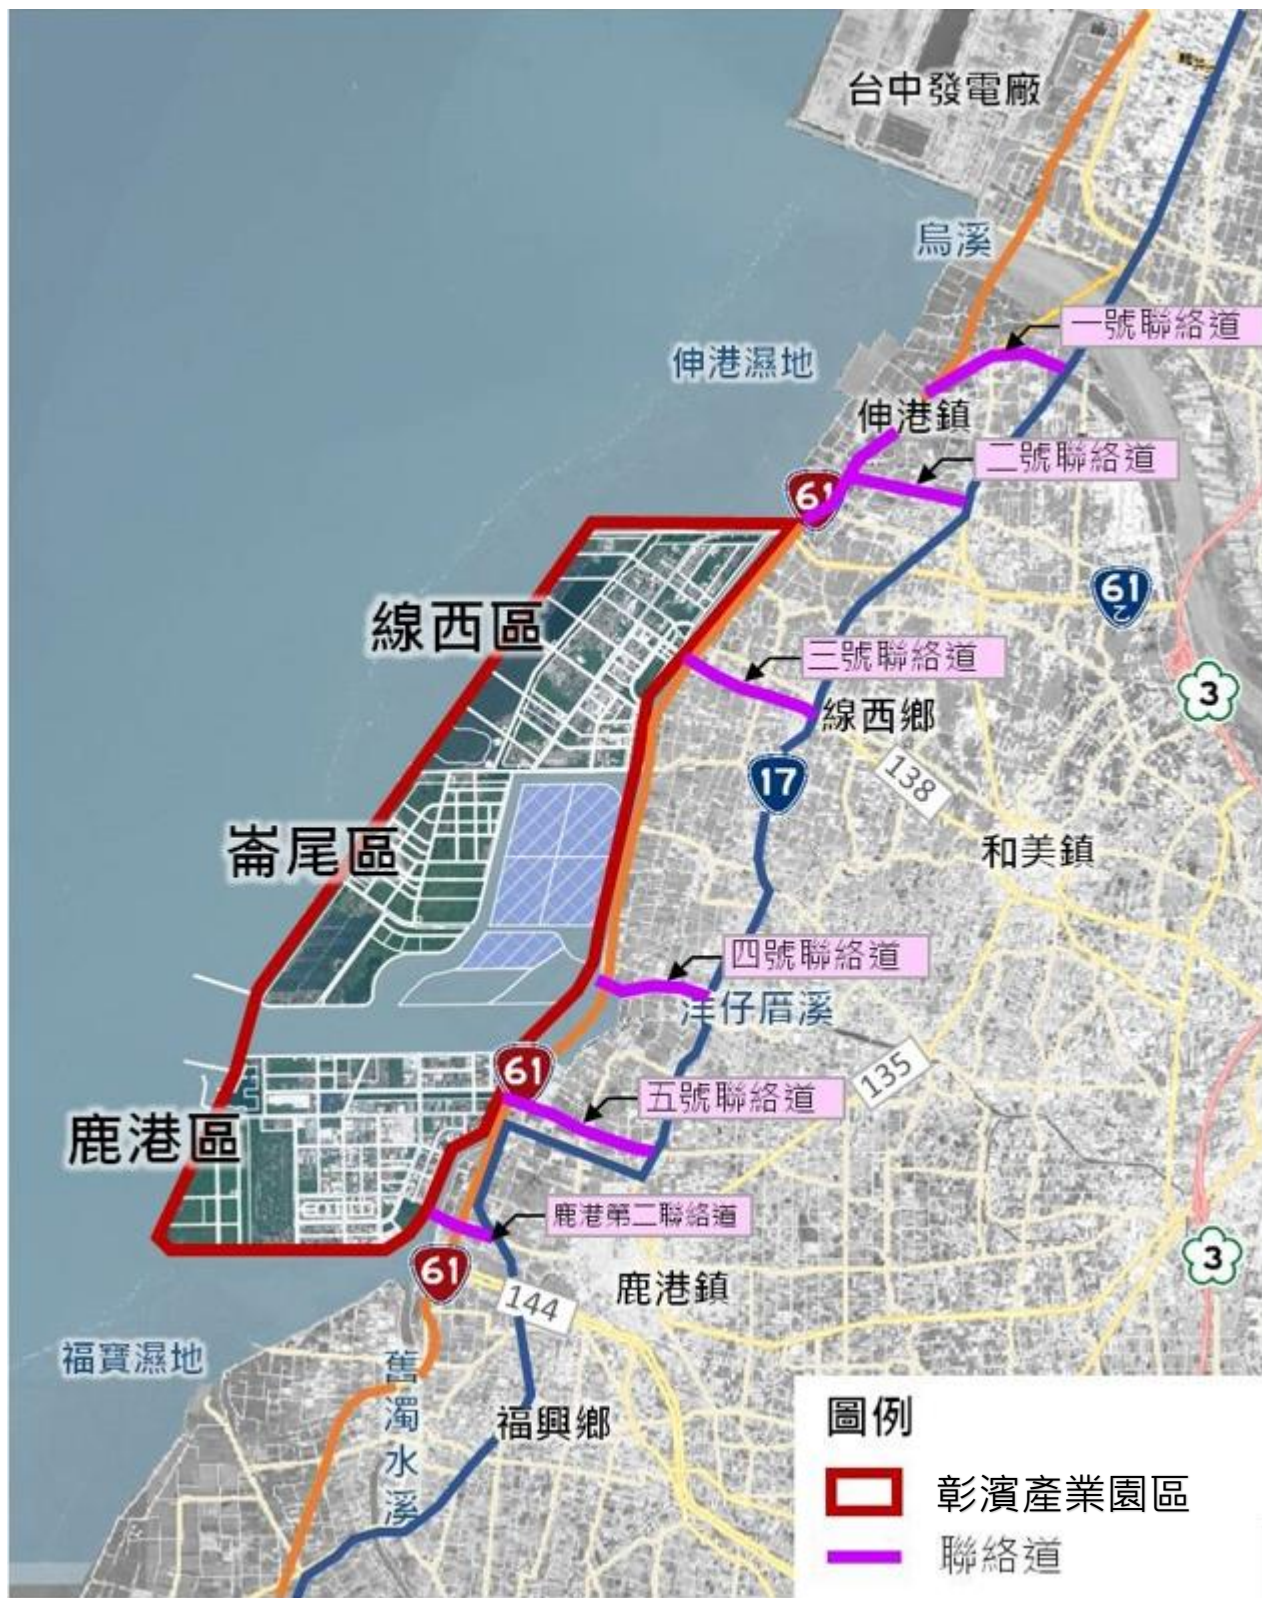 台中發電廠
烏溪
一號聯絡道
伸港濕地
伸港鎮
二號聯絡道
61
61
乙
線西區
三號聯絡道
3
線西鄉
17
138
崙尾區
和美鎮
四號聯絡道
洋仔厝溪
61
135
五號聯絡道
鹿港區
鹿港第二聯絡道
3
61
鹿港鎮
144
福寶濕地
舊濁水溪
福興鄉
圖例
彰濱產業園區
聯絡道